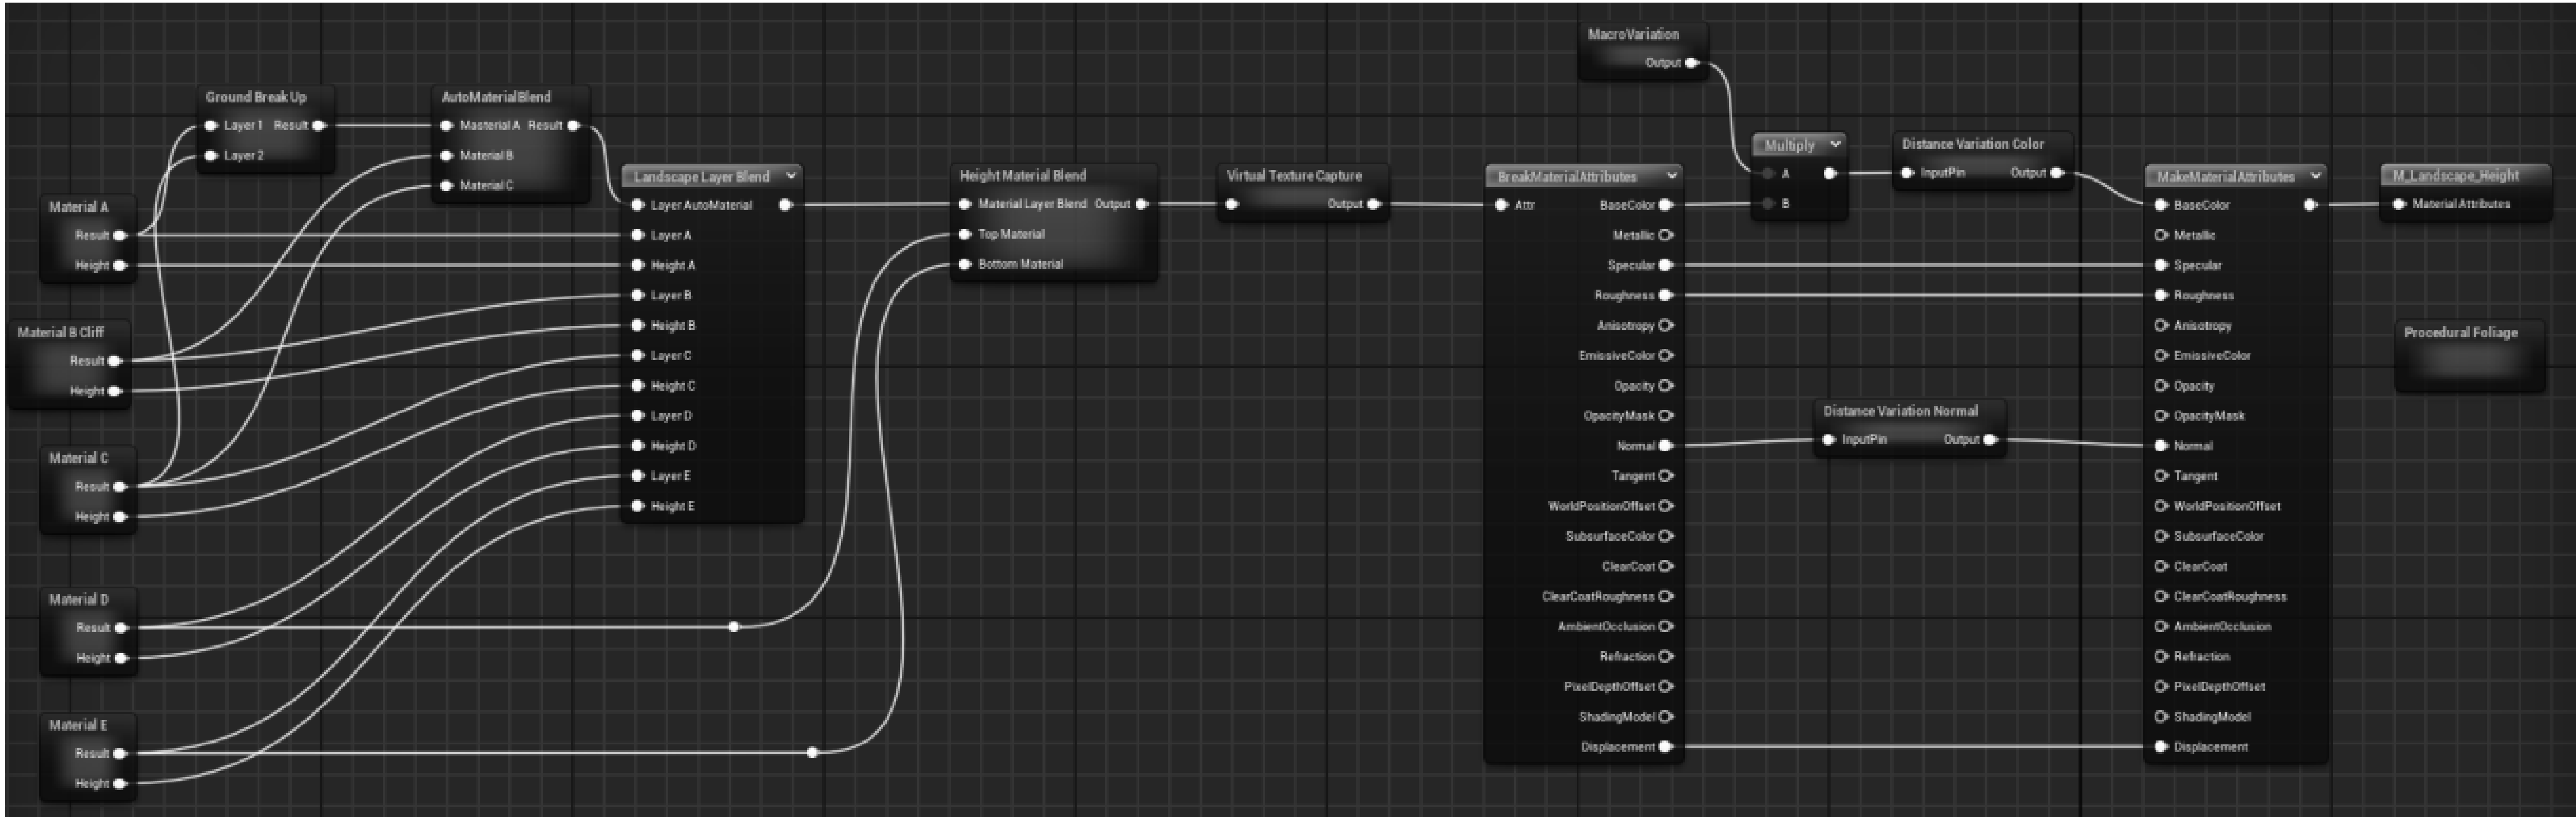 MacroVariation
Output
Ground Break Up
Layer 1 Result
Layer 2
AutoMaterialBlend
Masterial A Result
Material B
Material C
Material A
Result
Height
Material B Cliff
Result
Height
Material C
Result
Height
Material D
Result
Height
Material E
Result
Height
Landscape Layer Blend
Layer AutoMaterial
Layer A
Height A
Layer B
Height B
Layer C
Height C
Layer D
Height D
Layer E
Height E
Height Material Blend
Material Layer Blend Output
Top Material
Bottom Material
Virtual Texture Capture
Output
BreakMaterialAttributes
Attr BaseColor
Metallic
Specular
Roughness
Anisotropy
EmissiveColor
Opacity
OpacityMask
Normal
Tangent
WorldPositionOffset
SubsurfaceColor
ClearCoat
ClearCoatRoughness
AmbientOcclusion
Refraction
PixelDepthOffset
ShadingModel
Displacement
Multiply
A
B
Distance Variation Color
InputPin Output
Distance Variation Normal
InputPin Output
MakeMaterialAttributes
BaseColor
Metallic
Specular
Roughness
Anisotropy
EmissiveColor
Opacity
OpacityMask
Normal
Tangent
WorldPositionOffset
SubsurfaceColor
ClearCoat
ClearCoatRoughness
AmbientOcclusion
Refraction
PixelDepthOffset
ShadingModel
Displacement
M_Landscape_Height
Material Attributes
Procedural Foliage